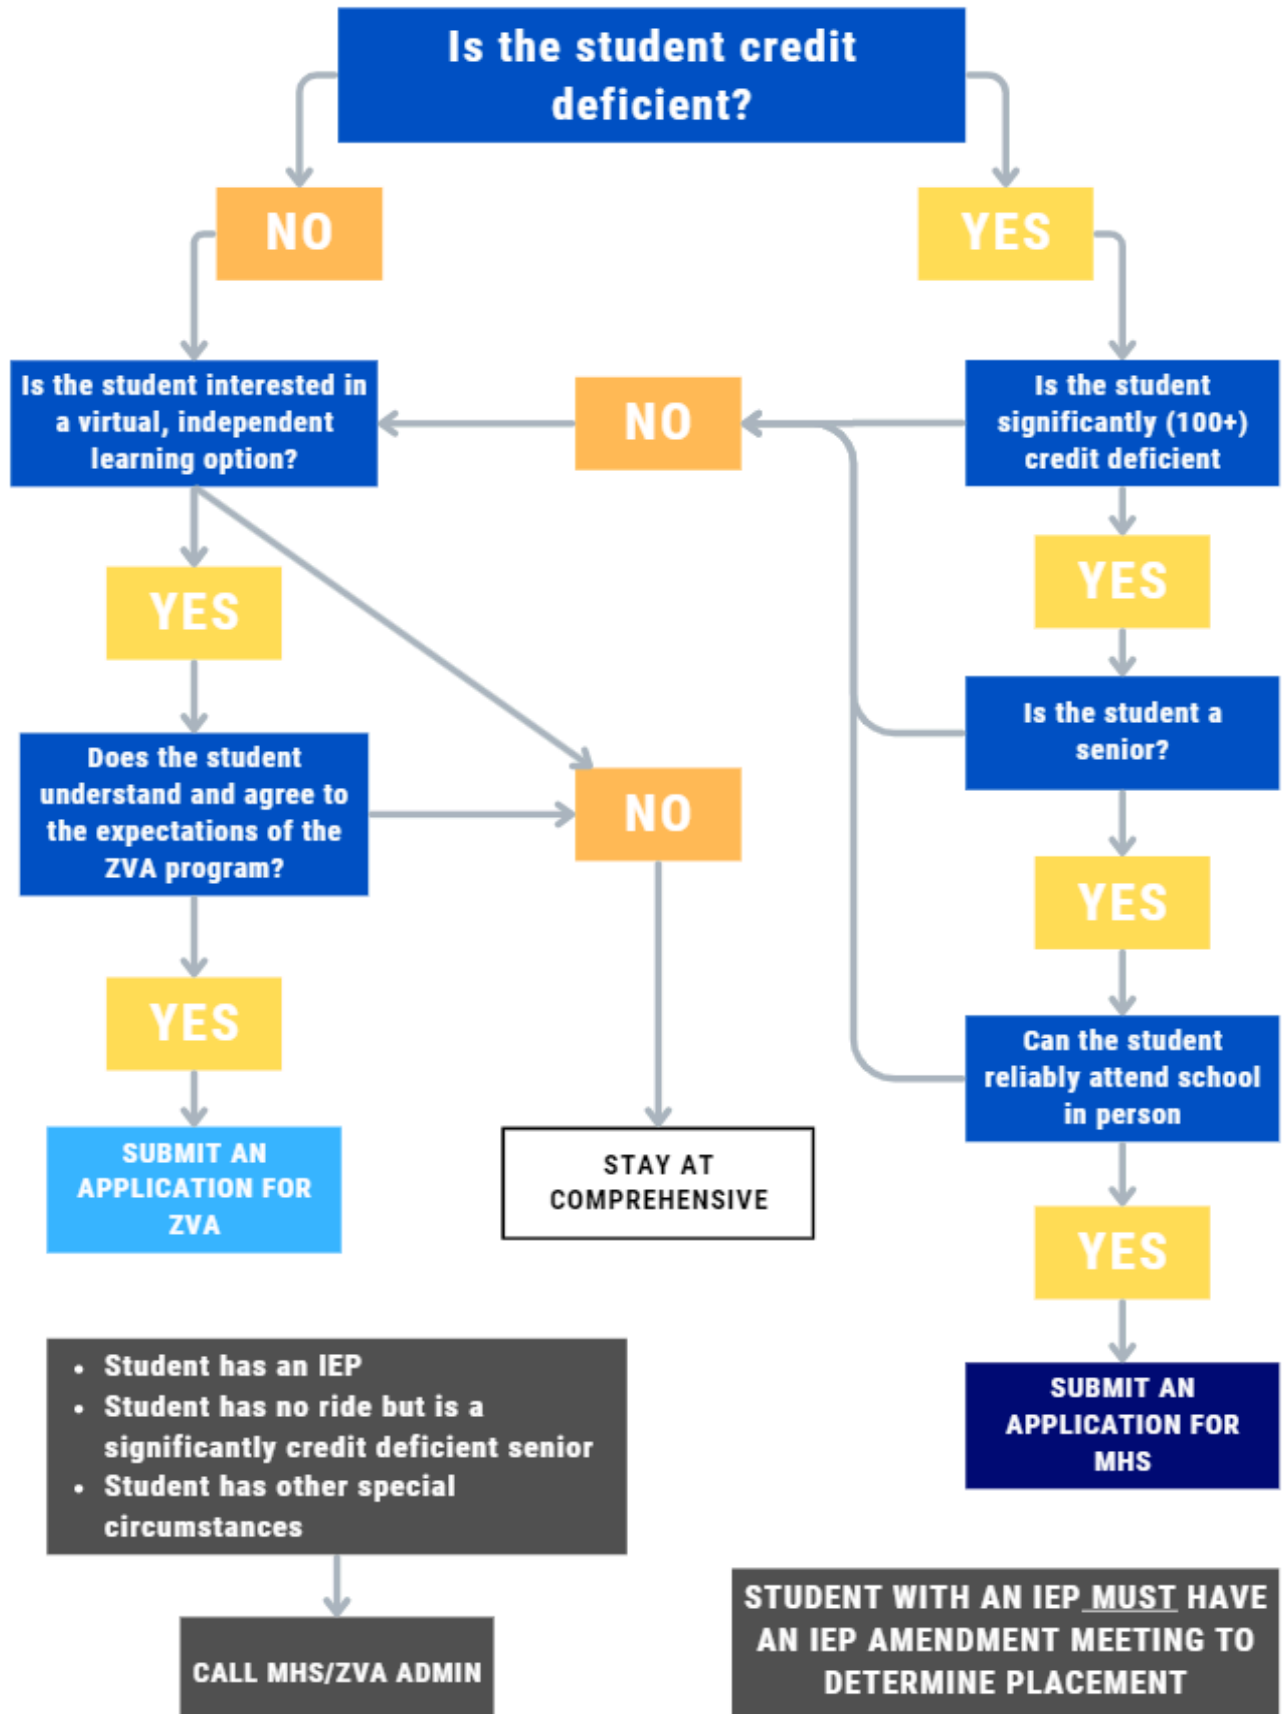 Is the student credit
deficient?
NO
YES
Is the student interested in
a virtual, independent
learning option?
NO
Is the student
significantly (100+)
credit deficient
YES
YES
Is the student a
senior?
Does the student
understand and agree to
the expectations of the
ZVA program?
NO
YES
YES
Can the student
reliably attend school
in person
SUBMIT AN
APPLICATION FOR
ZVA
STAY AT
COMPREHENSIVE
YES
• Student has an IEP
• Student has no ride but is a
significantly credit deficient senior
• Student has other special
circumstances
SUBMIT AN
APPLICATION FOR
MHS
CALL MHS/ZVA ADMIN
STUDENT WITH AN IEP MUST HAVE
AN IEP AMENDMENT MEETING TO
DETERMINE PLACEMENT